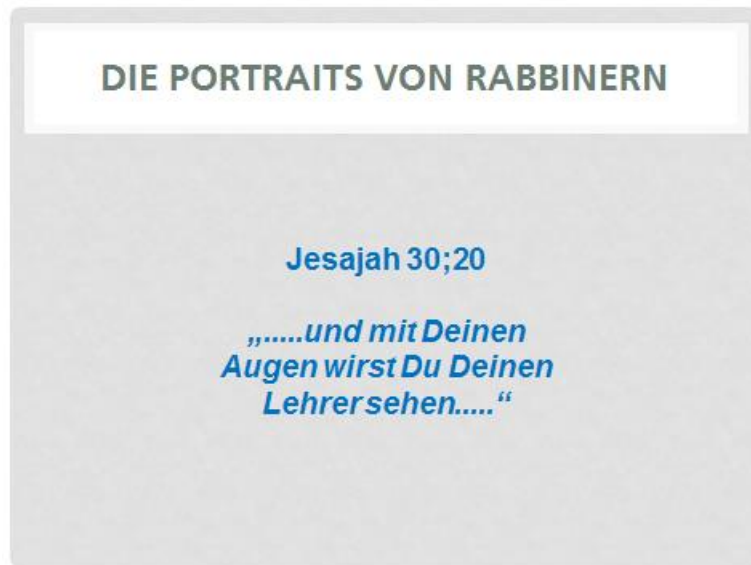 DIE PORTRAITS VON RABBINERN
Jesajah 30;20
„.....und mit Deinen
Augen wirst Du Deinen
Lehrer sehen.....“